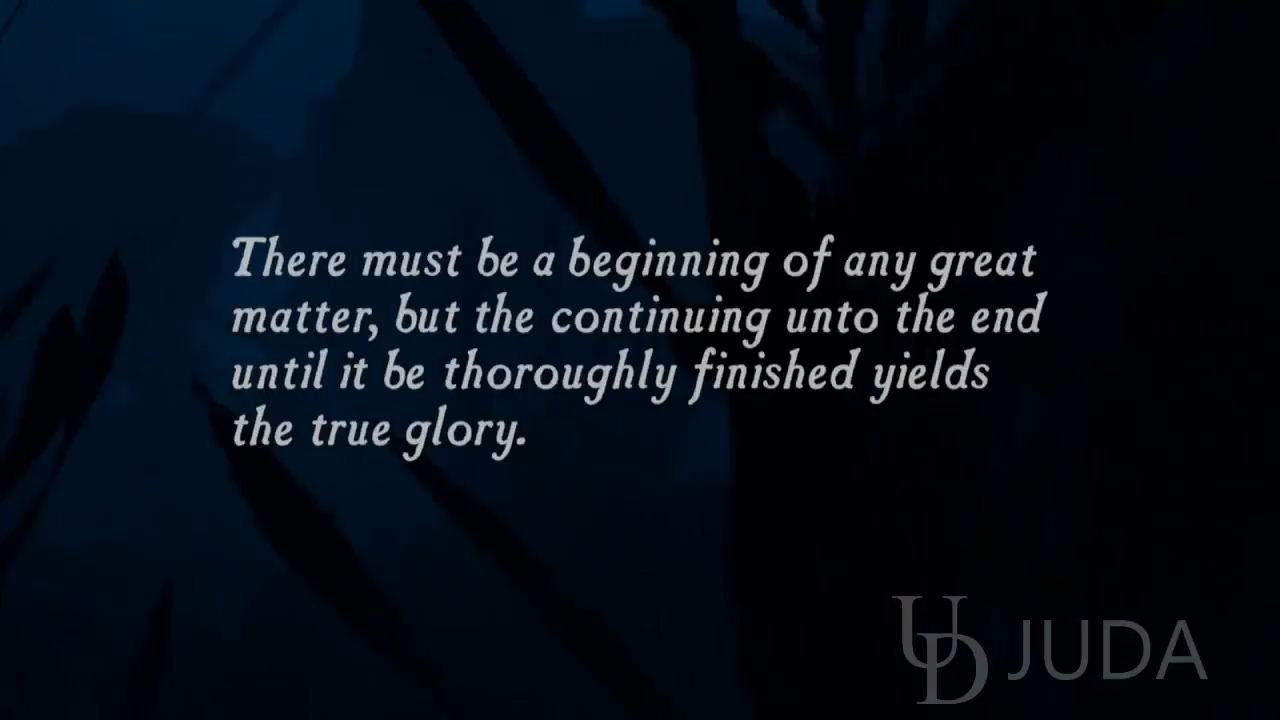 There must be a beginning of any great
matter, but the continuing unto the end
until it be thoroughly finished yields
the true glory.
UD JUDA